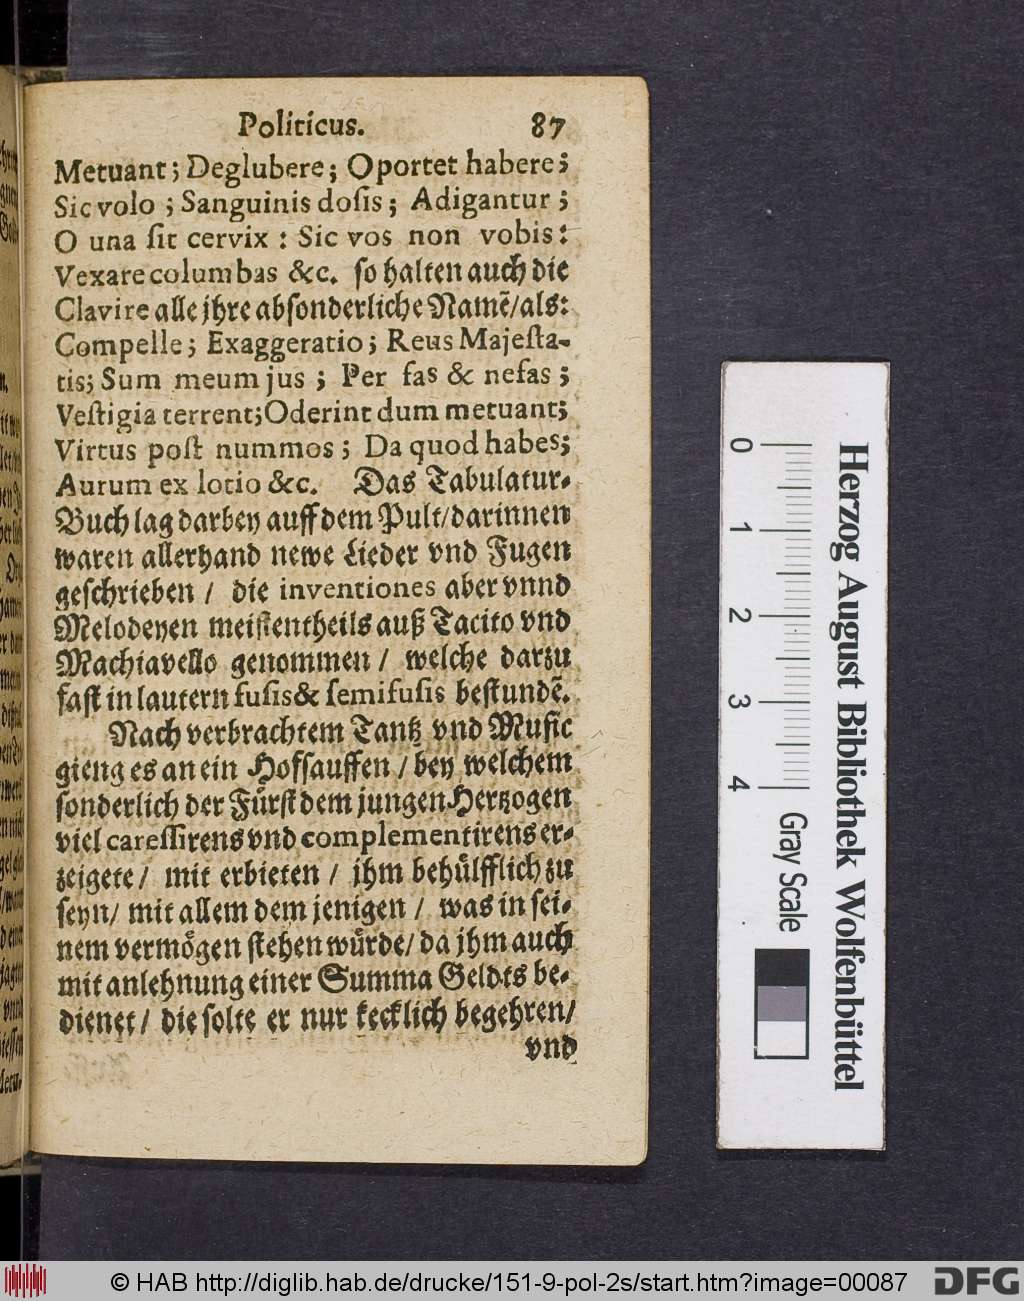 Politicus. 87
Metuant; Deglubere; Oportet habere;
Sic volo ; Sanguinis dosis; Adigantur ;
O una sit cervix : Sic vos non vobis:
Vexare columbas &c. so halten auch die
Clavire alle jhre absonderliche Namẽ/als:
Compelle; Exaggeratio; Reus Majesta-
tis; Sum meum jus ; Per fas & nefas ;
Vestigia terrent; Oderint dum metuant;
Virtus post nummos; Da quod habes;
Aurum ex lotio &c. Das Tabulatur-
Buch lag darbey auff dem Pult/darinnen
waren allerhand newe Lieder vnd Fugen
geschrieben / die inventiones aber vnnd
Melodeyen meistentheils auß Tacito vnd
Machiavello genommen / welche darzu
fast in lautern fusis & semifusis bestundẽ.
Nach verbrachtem Tantz vnd Music
gieng es an ein Hofsauffen / bey welchem
sonderlich der Fürst dem jungen Hertzogen
viel caressirens vnd complementirens er-
zeigete / mit erbieten / jhm behülfflich zu
seyn/ mit allem dem jenigen / was in sei-
nem vermögen stehen würde/ da jhm auch
mit anlehnung einer Summa Geldts be-
dienet / die solte er nur kecklich begehren/
vnd
0 1 2 3 4
Gray Scale
Herzog August Bibliothek Wolfenbüttel
© HAB http://diglib.hab.de/drucke/151-9-pol-2s/start.htm?image=00087
DFG